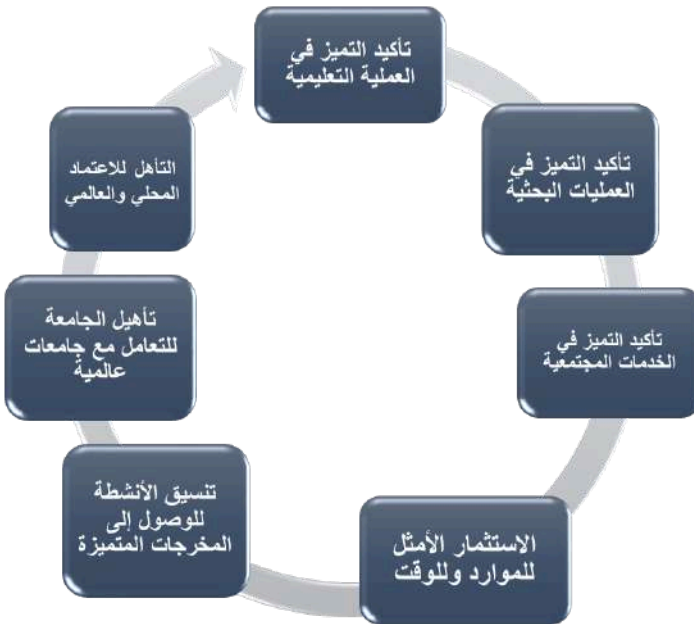 تأكيد التميز في
العملية التعليمية
تأكيد التميز في
العمليات البحثية
تأكيد التميز في
الخدمات المجتمعية
الاستثمار الأمثل
للموارد وللوقت
تنسيق الأنشطة
للوصول إلى
المخرجات المتميزة
تأهيل الجامعة
للتعامل مع جامعات
عالمية
التأهل للاعتماد
المحلي والعالمي